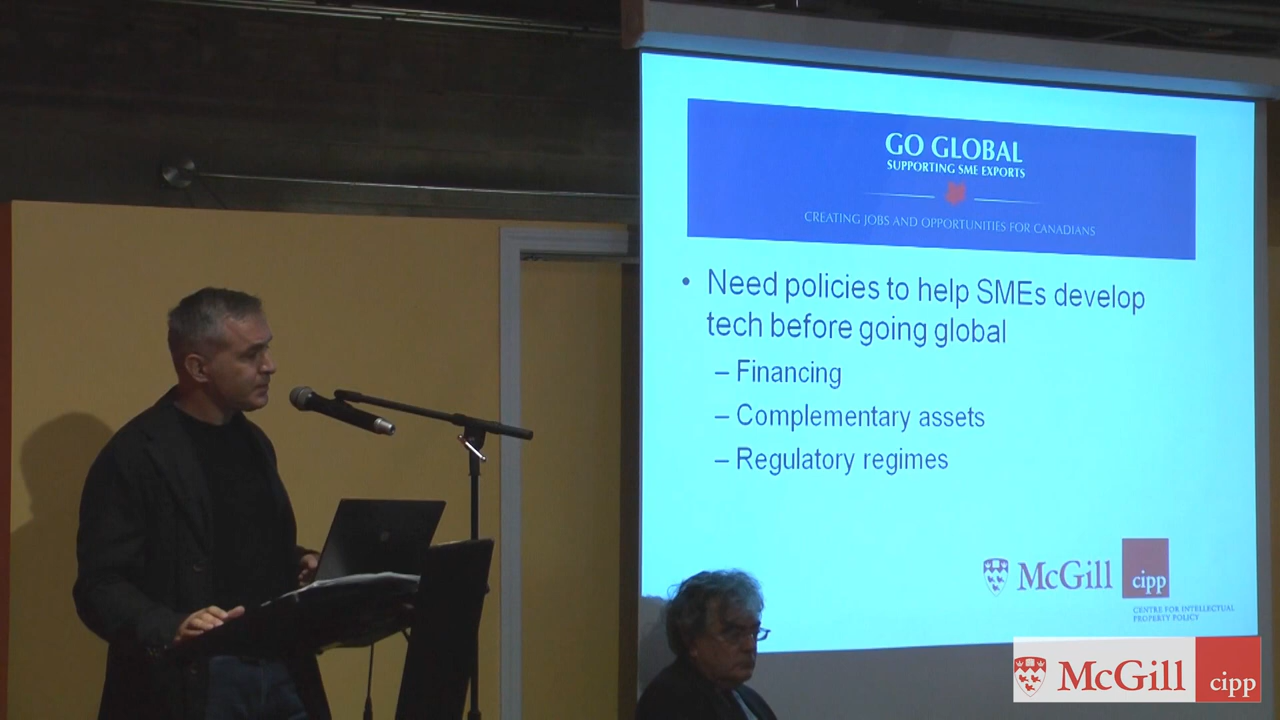 GO GLOBAL
SUPPORTING SME EXPORTS
CREATING JOBS AND OPPORTUNITIES FOR CANADIANS
• Need policies to help SMEs develop
tech before going global
– Financing
– Complementary assets
– Regulatory regimes
McGill
cipp
CENTRE FOR INTELLECTUAL
PROPERTY POLICY
McGill
cipp